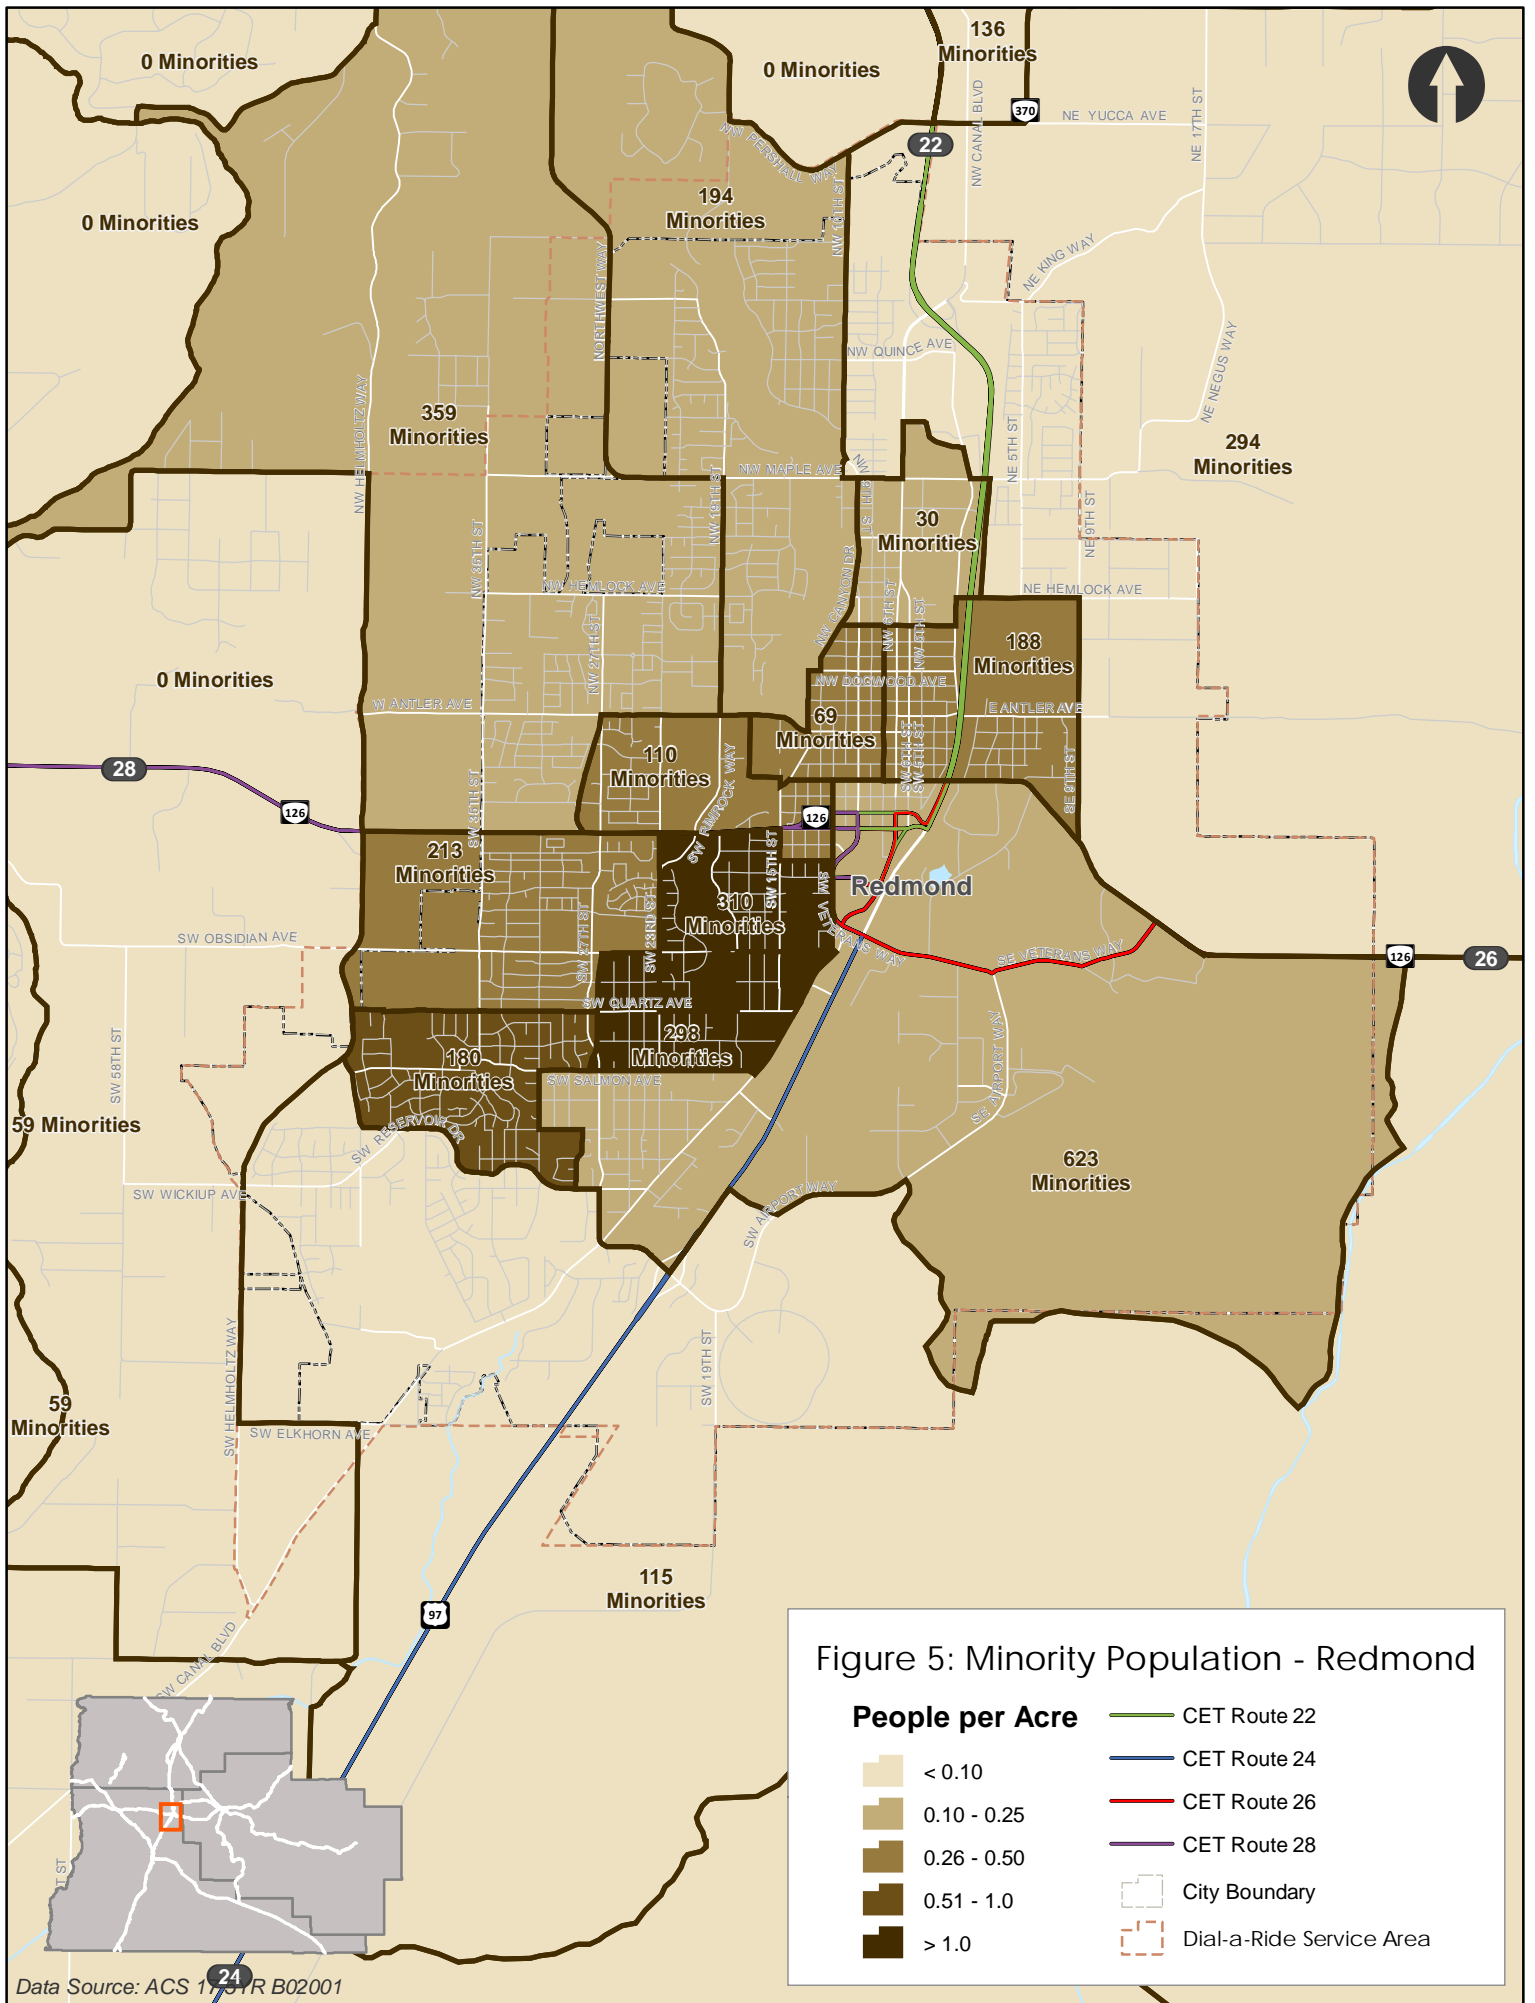 0 Minorities
0 Minorities
136
Minorities
370
NE YUCCA AVE
NE 17TH ST
NW CANAL BLVD
22
NW PERSHALL WAY
194
Minorities
0 Minorities
NORTHWEST WAY
NE KING WAY
NW QUINCE AVE
NE NEGUS WAY
NW HELMHOLTZ WAY
359
Minorities
NE 5TH ST
294
Minorities
NW MAPLE AVE
NW 19TH ST
NE 9TH ST
30
Minorities
NW 35TH ST
NW HEMLOCK AVE
NE HEMLOCK AVE
NW CANYON DR
NW 6TH ST
NW 5TH ST
NW 27TH ST
188
Minorities
0 Minorities
NW DOGWOOD AVE
W ANTLER AVE
E ANTLER AVE
69
Minorities
110
Minorities
SW 6TH ST
SW 5TH ST
SE 9TH ST
28
126
SW 35TH ST
SW RIMROCK WAY
126
213
Minorities
SW 15TH ST
Redmond
310
Minorities
SW VETERANS WAY
SW 27TH ST
SW 23RD ST
SW OBSIDIAN AVE
SE VETERANS WAY
126
26
SW QUARTZ AVE
298
Minorities
180
Minorities
SW SALMON AVE
SW 58TH ST
SE AIRPORT WAY
59 Minorities
SW RESERVOIR DR
623
Minorities
SW WICKIUP AVE
SW AIRPORT WAY
SW HELMHOLTZ WAY
SW 19TH ST
59
Minorities
SW ELKHORN AVE
115
Minorities
97
SW CANAL BLVD
Figure 5: Minority Population - Redmond
People per Acre
< 0.10
0.10 - 0.25
0.26 - 0.50
0.51 - 1.0
> 1.0
CET Route 22
CET Route 24
CET Route 26
CET Route 28
City Boundary
Dial-a-Ride Service Area
24
Data Source: ACS 17 5YR B02001